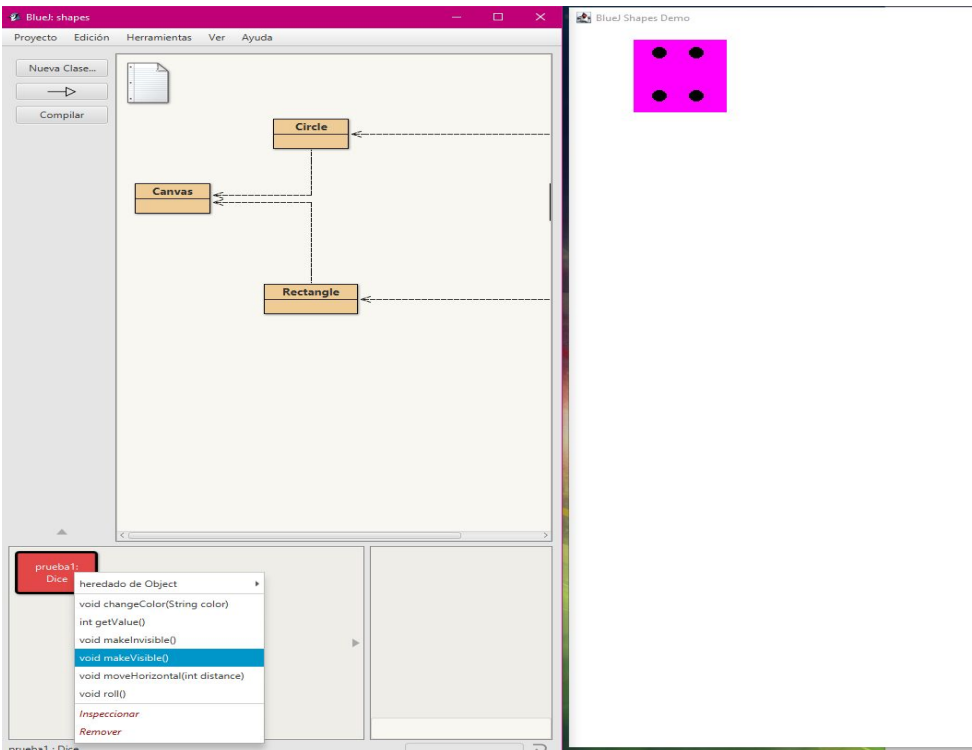 BlueJ: shapes
Proyecto Edición Herramientas Ver Ayuda
Nueva Clase...
Compilar
Circle
Canvas
Rectangle
prueba1:
Dice
heredado de Object
void changeColor(String color)
int getValue()
void makeInvisible()
void makeVisible()
void moveHorizontal(int distance)
void roll()
Inspeccionar
Remover
prueba1 : Dice
BlueJ Shapes Demo